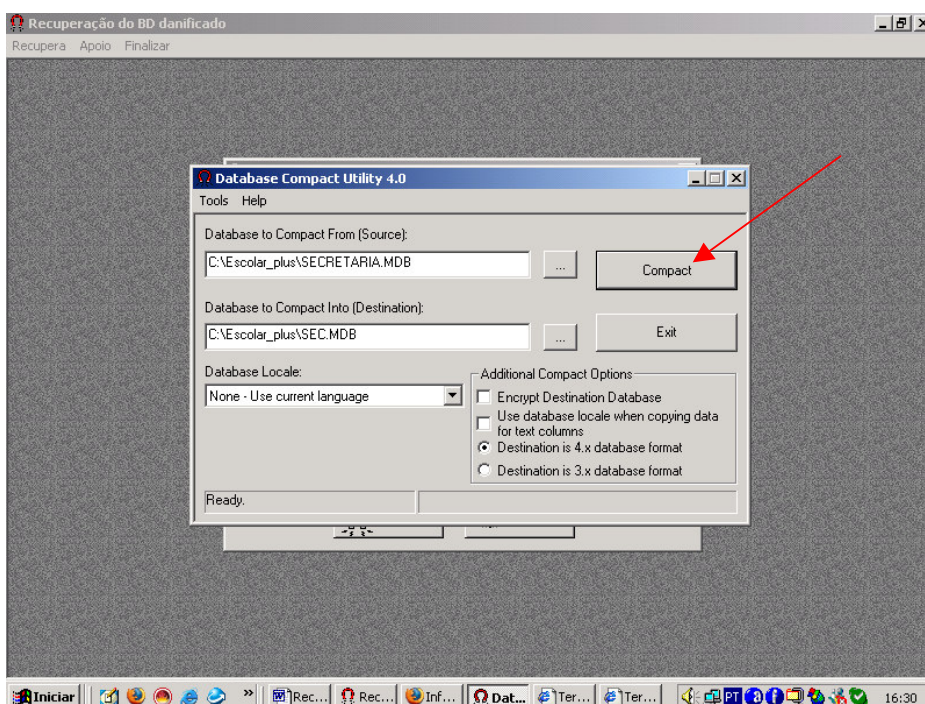 Recuperação do BD danificado
Recupera Apoio Finalizar
Database Compact Utility 4.0
Tools Help
Database to Compact From (Source):
C:\Escolar_plus\SECRETARIA.MDB
...
Compact
Database to Compact Into (Destination):
C:\Escolar_plus\SEC.MDB
...
Exit
Database Locale:
None - Use current language
Additional Compact Options
Encrypt Destination Database
Use database locale when copying data
for text columns
Destination is 4.x database format
Destination is 3.x database format
Ready.
Iniciar » Rec... Rec... Inf... Dat... Ter... Ter... PT 16:30